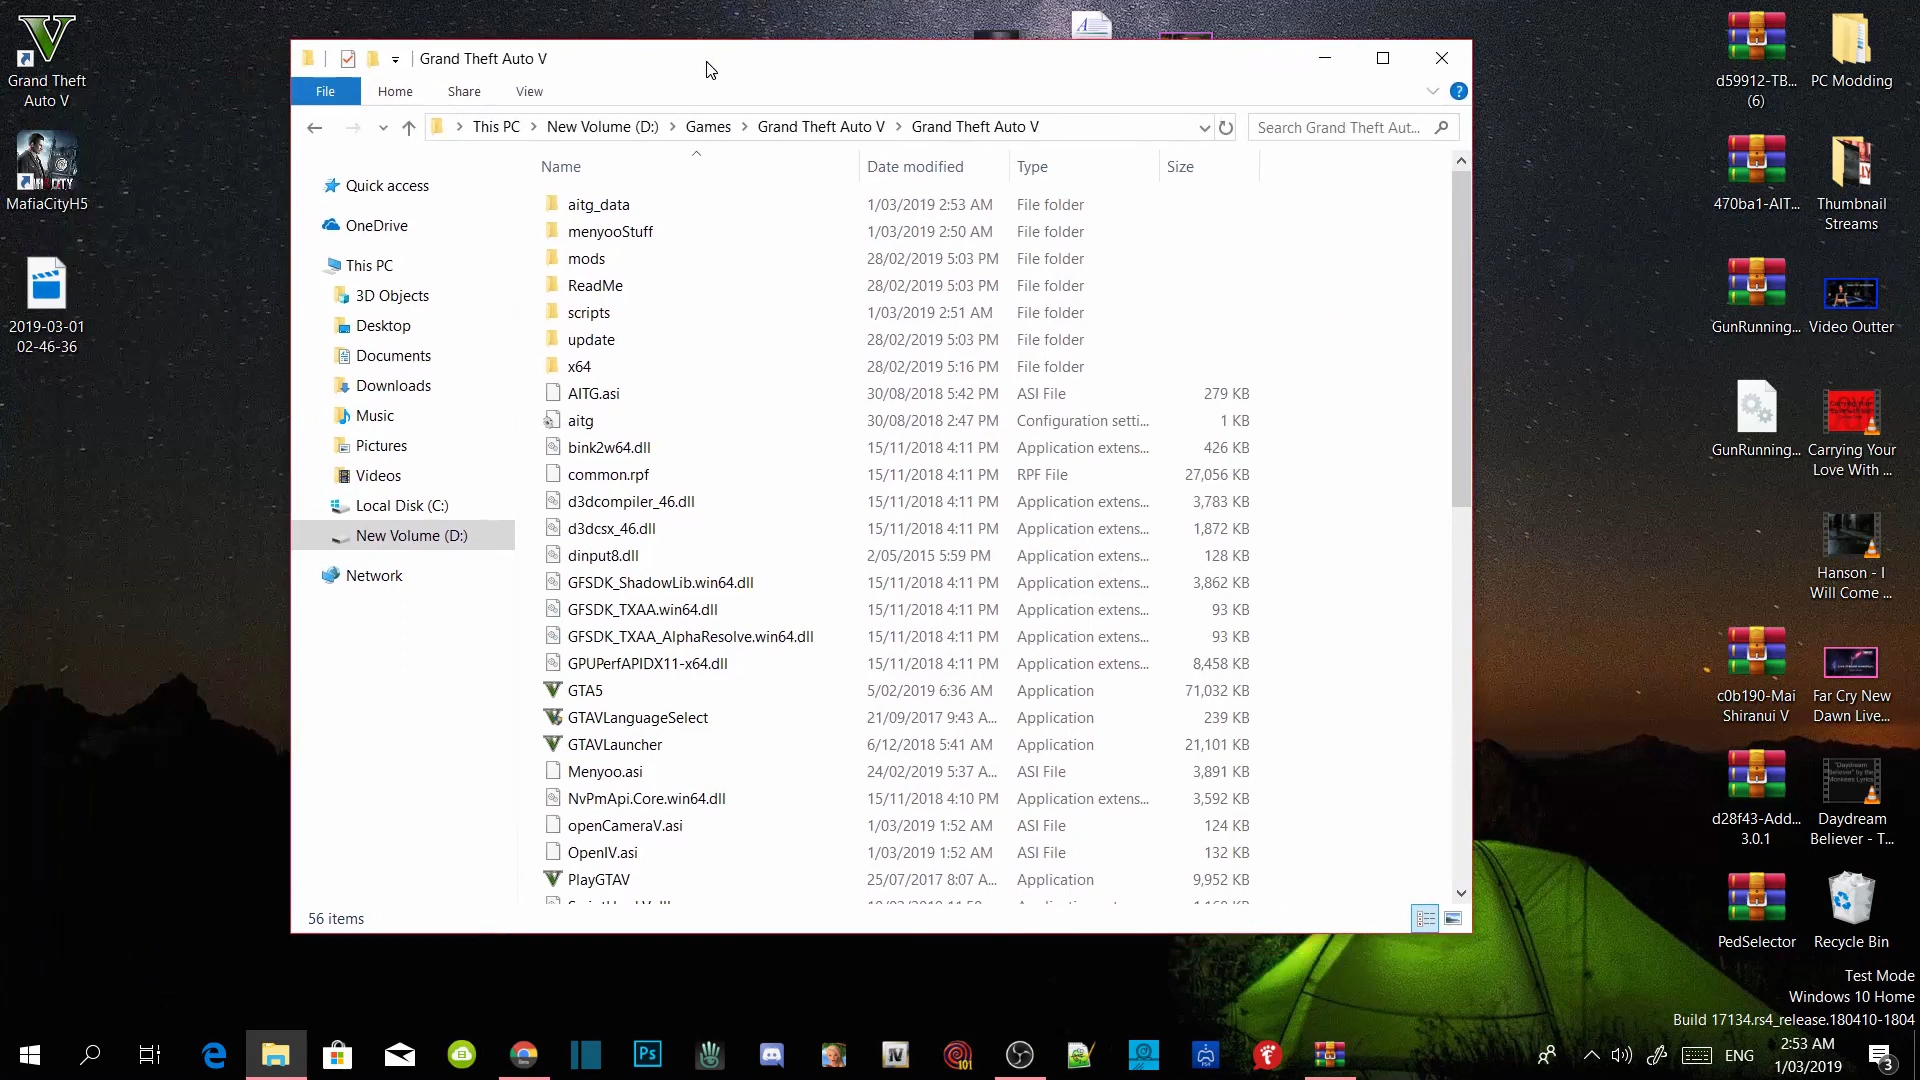 Grand Theft
Auto V
MafiaCityH5
2019-03-01
02-46-36
Grand Theft Auto V
File
Home
Share
View
This PC
New Volume (D:)
Games
Grand Theft Auto V
Grand Theft Auto V
Search Grand Theft Aut...
Quick access
OneDrive
This PC
3D Objects
Desktop
Documents
Downloads
Music
Pictures
Videos
Local Disk (C:)
New Volume (D:)
Network
Name Date modified Type Size
aitg_data 1/03/2019 2:53 AM File folder
menyooStuff 1/03/2019 2:50 AM File folder
mods 28/02/2019 5:03 PM File folder
ReadMe 28/02/2019 5:03 PM File folder
scripts 1/03/2019 2:51 AM File folder
update 28/02/2019 5:03 PM File folder
x64 28/02/2019 5:16 PM File folder
AITG.asi 30/08/2018 5:42 PM ASI File 279 KB
aitg 30/08/2018 2:47 PM Configuration setti... 1 KB
bink2w64.dll 15/11/2018 4:11 PM Application extens... 426 KB
common.rpf 15/11/2018 4:11 PM RPF File 27,056 KB
d3dcompiler_46.dll 15/11/2018 4:11 PM Application extens... 3,783 KB
d3dcsx_46.dll 15/11/2018 4:11 PM Application extens... 1,872 KB
dinput8.dll 2/05/2015 5:59 PM Application extens... 128 KB
GFSDK_ShadowLib.win64.dll 15/11/2018 4:11 PM Application extens... 3,862 KB
GFSDK_TXAA.win64.dll 15/11/2018 4:11 PM Application extens... 93 KB
GFSDK_TXAA_AlphaResolve.win64.dll 15/11/2018 4:11 PM Application extens... 93 KB
GPUPerfAPIDX11-x64.dll 15/11/2018 4:11 PM Application extens... 8,458 KB
GTA5 5/02/2019 6:36 AM Application 71,032 KB
GTAVLanguageSelect 21/09/2017 9:43 A... Application 239 KB
GTAVLauncher 6/12/2018 5:41 AM Application 21,101 KB
Menyoo.asi 24/02/2019 5:37 A... ASI File 3,891 KB
NvPmApi.Core.win64.dll 15/11/2018 4:10 PM Application extens... 3,592 KB
openCameraV.asi 1/03/2019 1:52 AM ASI File 124 KB
OpenIV.asi 1/03/2019 1:52 AM ASI File 132 KB
PlayGTAV 25/07/2017 8:07 A... Application 9,952 KB
56 items
d59912-TB...
(6)
PC Modding
470ba1-AIT...
Thumbnail
Streams
GunRunning...
Video Outter
GunRunning...
Carrying Your
Love With ...
Hanson - I
Will Come ...
c0b190-Mai
Shiranui V
Far Cry New
Dawn Live...
"Daydream
Believer" by the
Monkees Lyrics
d28f43-Add...
3.0.1
Daydream
Believer - T...
PedSelector
Recycle Bin
Test Mode
Windows 10 Home
Build 17134.rs4_release.180410-1804
Ps
IV
101
ENG
2:53 AM
1/03/2019
3